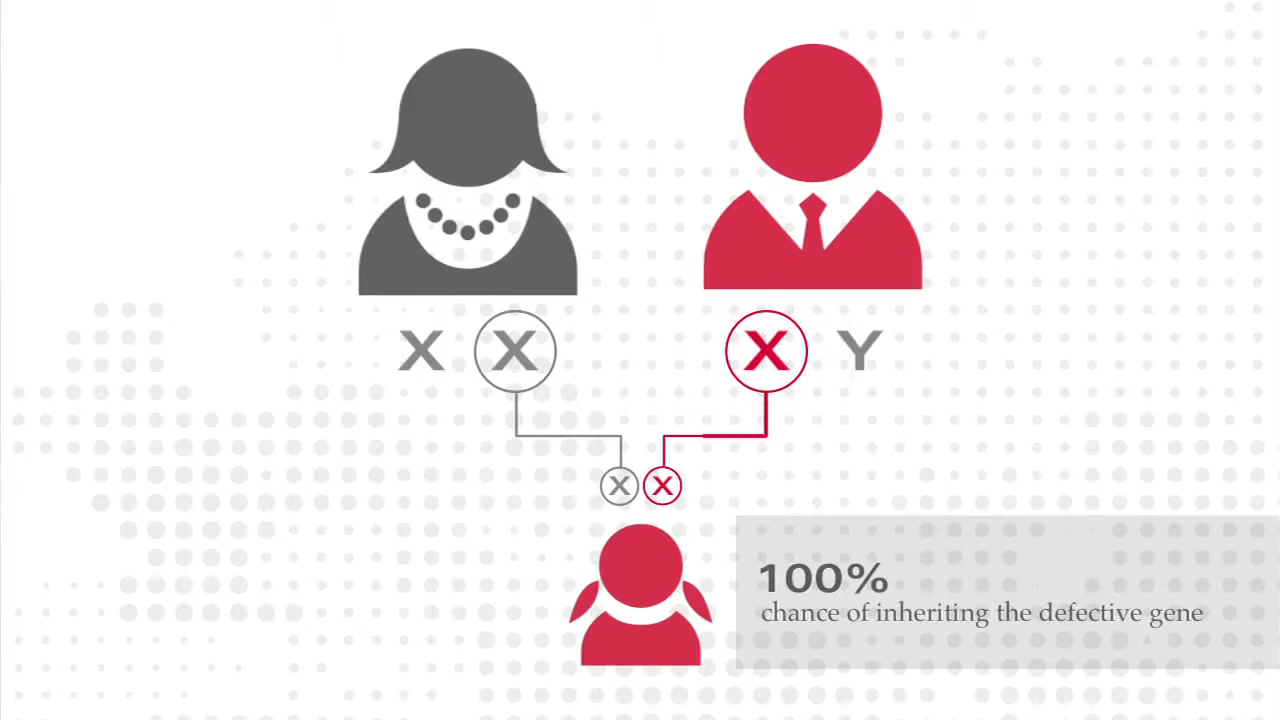 X X X Y
X X
100%
chance of inheriting the defective gene